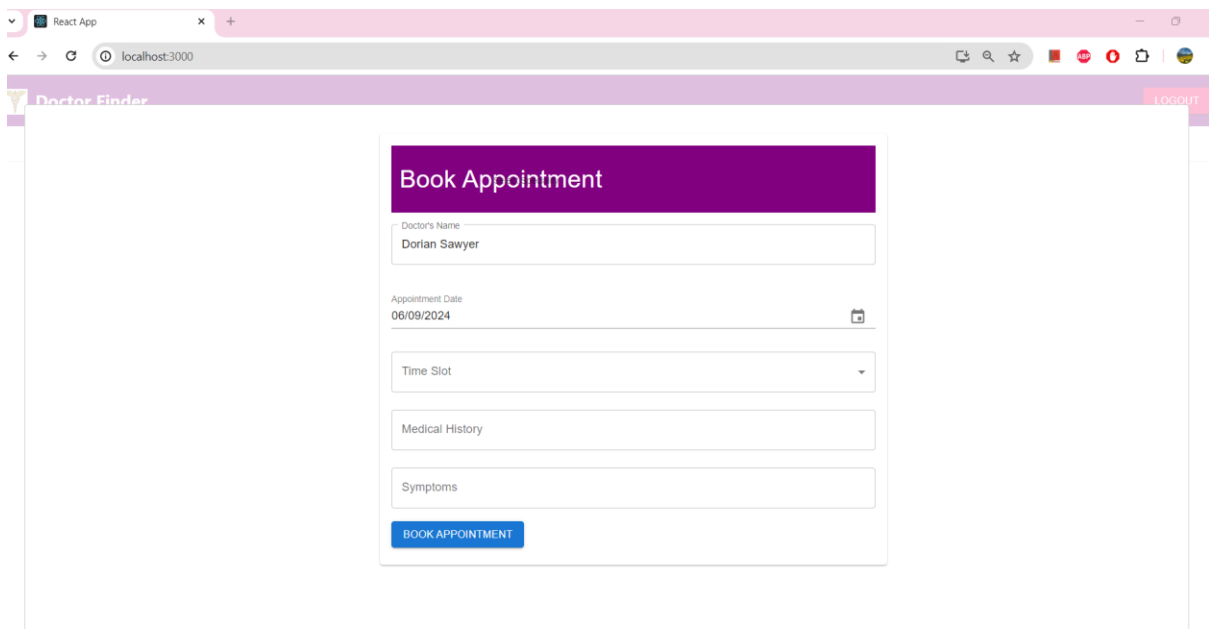 React App
localhost:3000
ABP
Doctor Finder
LOGOUT
Book Appointment
Doctor's Name
Dorian Sawyer
Appointment Date
06/09/2024
Time Slot
Medical History
Symptoms
BOOK APPOINTMENT